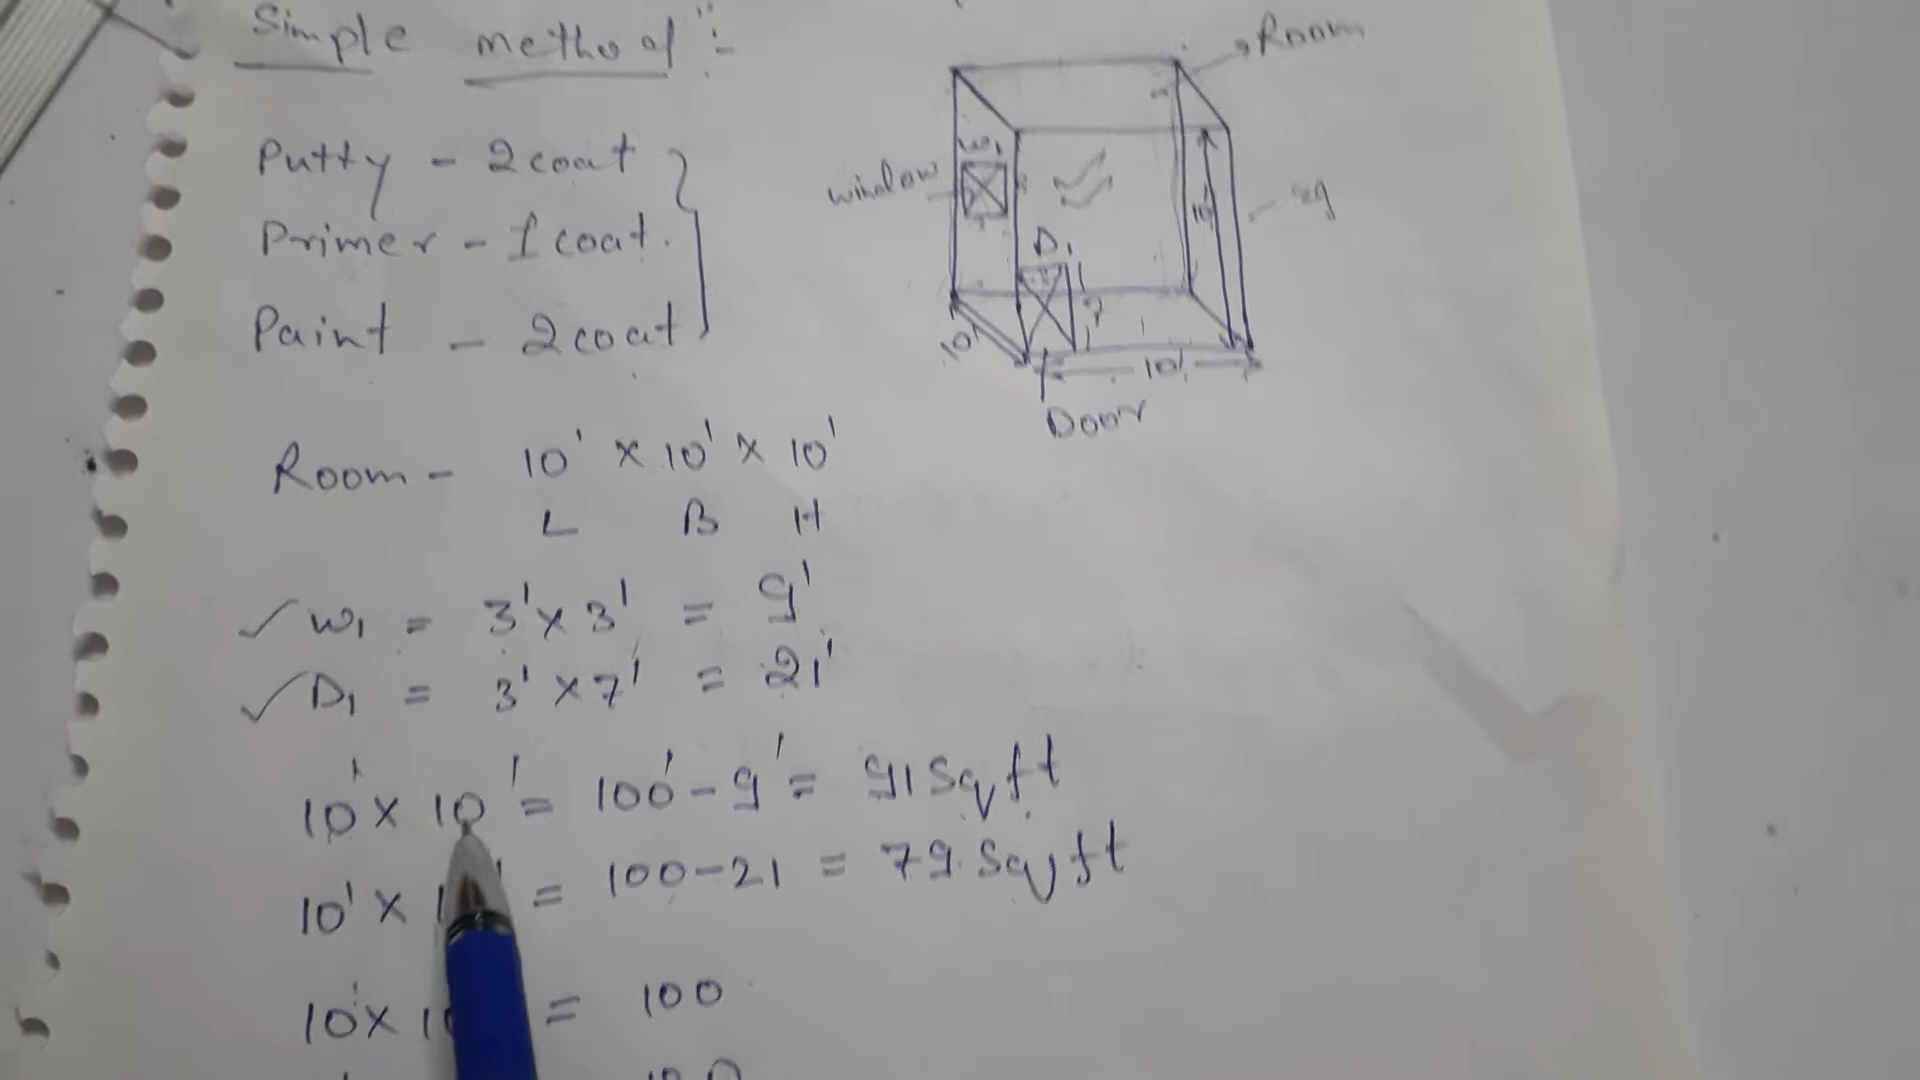 Simple method":-
Putty - 2 coat
Primer - 1 coat.
Paint - 2 coat
Room
window
W1
D1
10'
7'
10'
10'
Door
Room - 10' x 10' x 10'
L B H
✓ W1 = 3' x 3' = 9'
✓ D1 = 3' x 7' = 21'
10' x 10' = 100' - 9' = 91 Sq ft
10' x 1 ' = 100 - 21 = 79 Sq ft
10' x 10 = 100